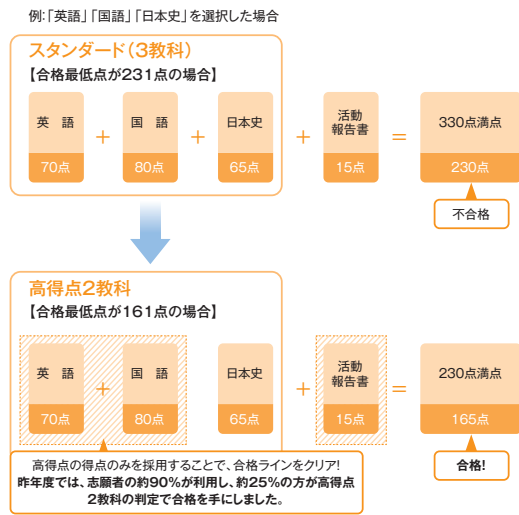 例:「英語」「国語」「日本史」を選択した場合
スタンダード(3教科)
【合格最低点が231点の場合】
英 語 + 国 語 + 日本史 + 活動報告書 = 330点満点
70点 80点 65点 15点 230点
不合格
高得点2教科
【合格最低点が161点の場合】
英 語 + 国 語 日本史 + 活動報告書 = 230点満点
70点 80点 65点 15点 165点
高得点の得点のみを採用することで、合格ラインをクリア!
昨年度では、志願者の約90%が利用し、約25%の方が高得点
2教科の判定で合格を手にしました。
合格!